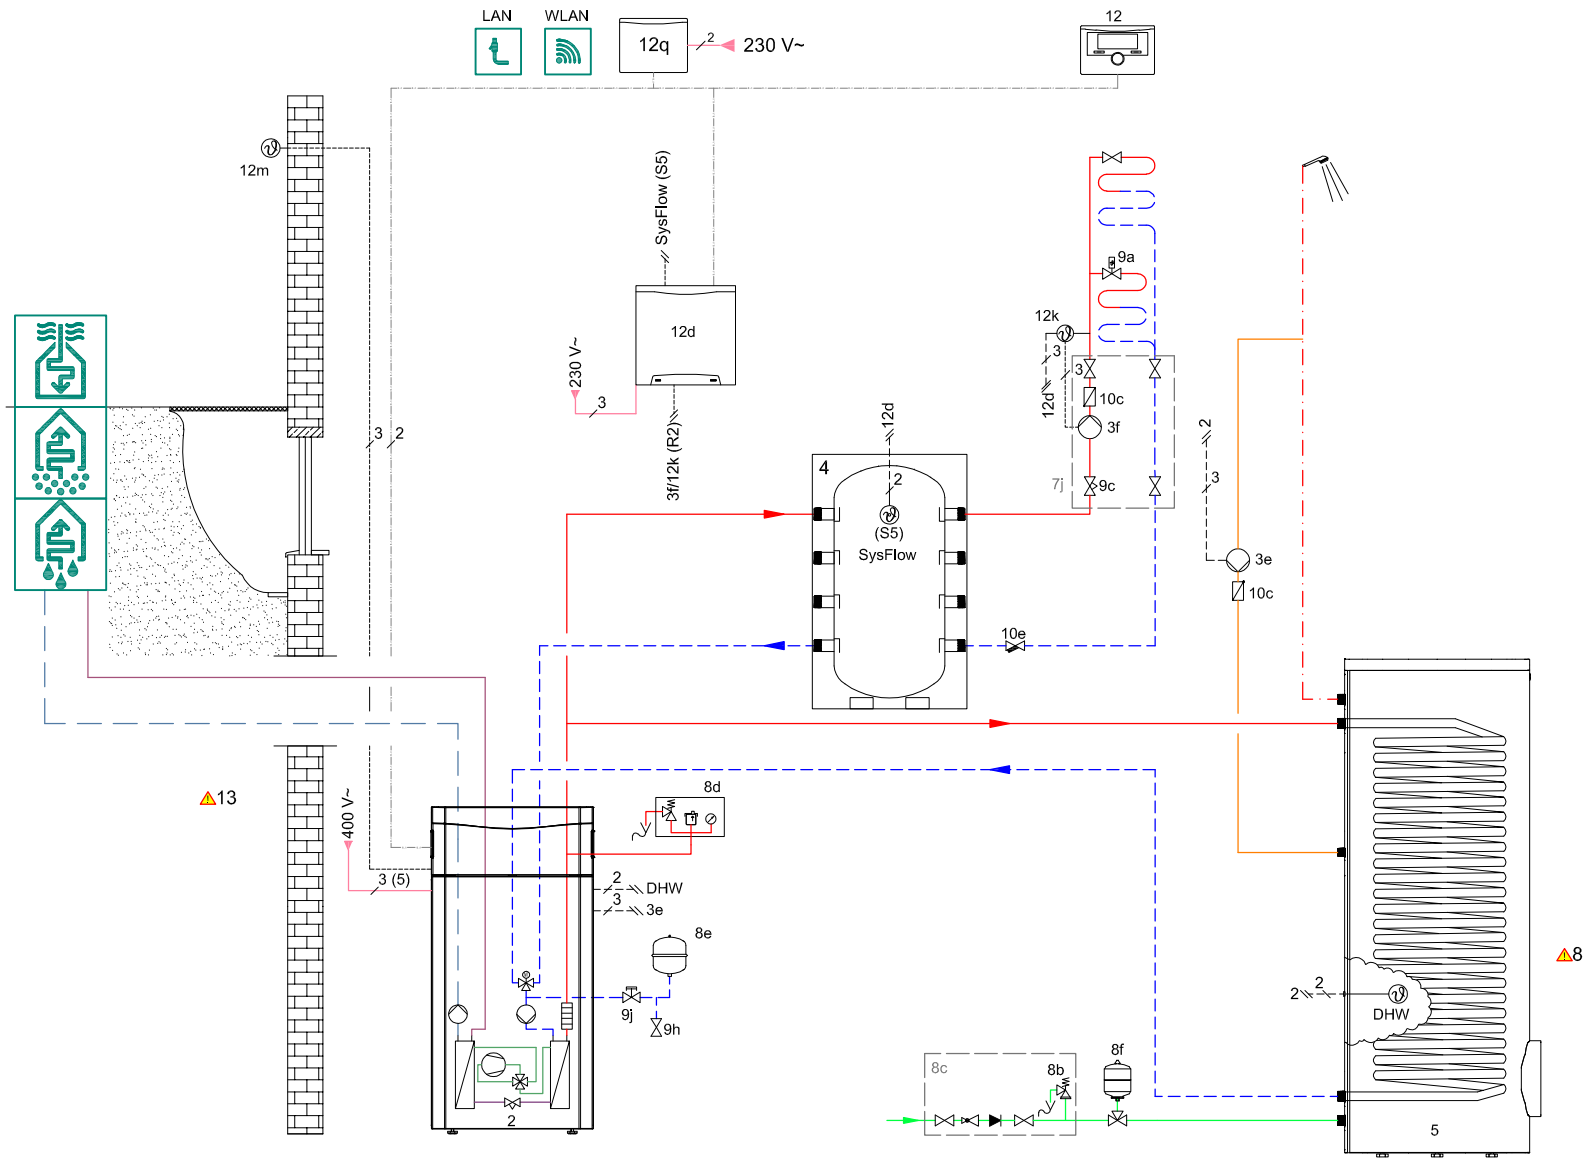 LAN
WLAN
12q
2
230 V~
12
12m
SysFlow (S5)
12d
230 V~
3
3f/12k (R2)
9a
12k
3
3
12d
10c
3f
7j
9c
2
3
3e
10c
3
2
4
12d
2
(S5)
SysFlow
10e
13
400 V~
3 (5)
8d
2
DHW
3
3e
8e
9j
9h
2
8c
8b
8f
2
2
DHW
8
5